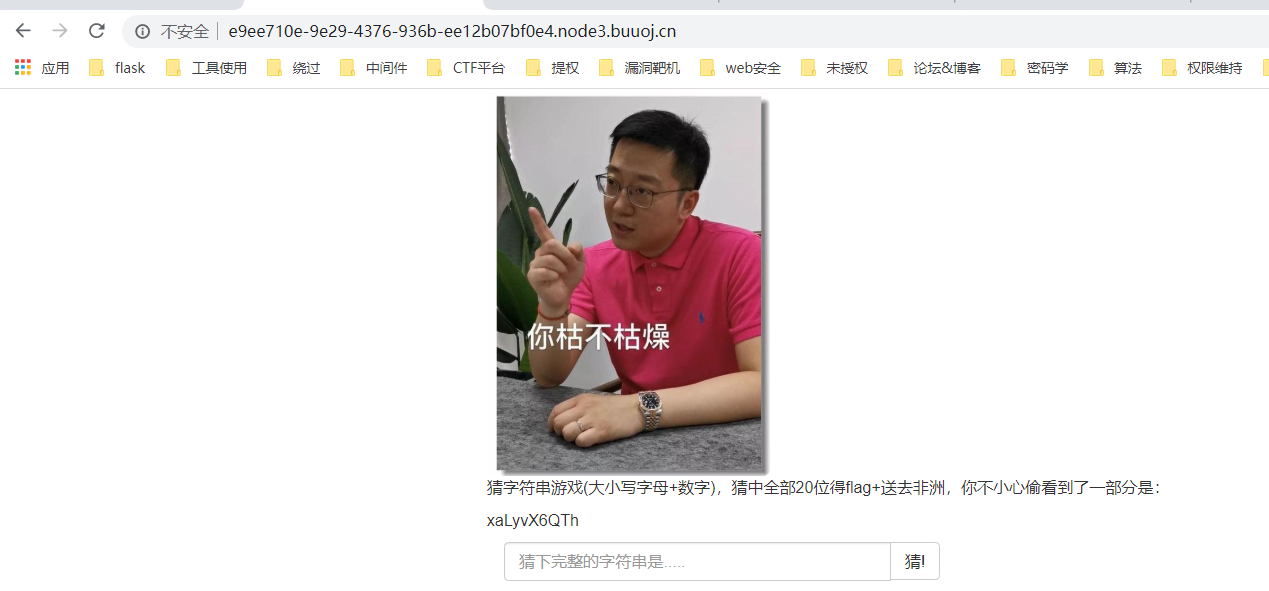 不安全 e9ee710e-9e29-4376-936b-ee12b07bf0e4.node3.buuoj.cn
应用 flask 工具使用 绕过 中间件 CTF平台 提权 漏洞靶机 web安全 未授权 论坛&博客 密码学 算法 权限维持
你枯不枯燥
猜字符串游戏(大小写字母+数字)，猜中全部20位得flag+送去非洲，你不小心偷看到了一部分是：
xaLyvX6QTh
猜下完整的字符串是..... 猜!